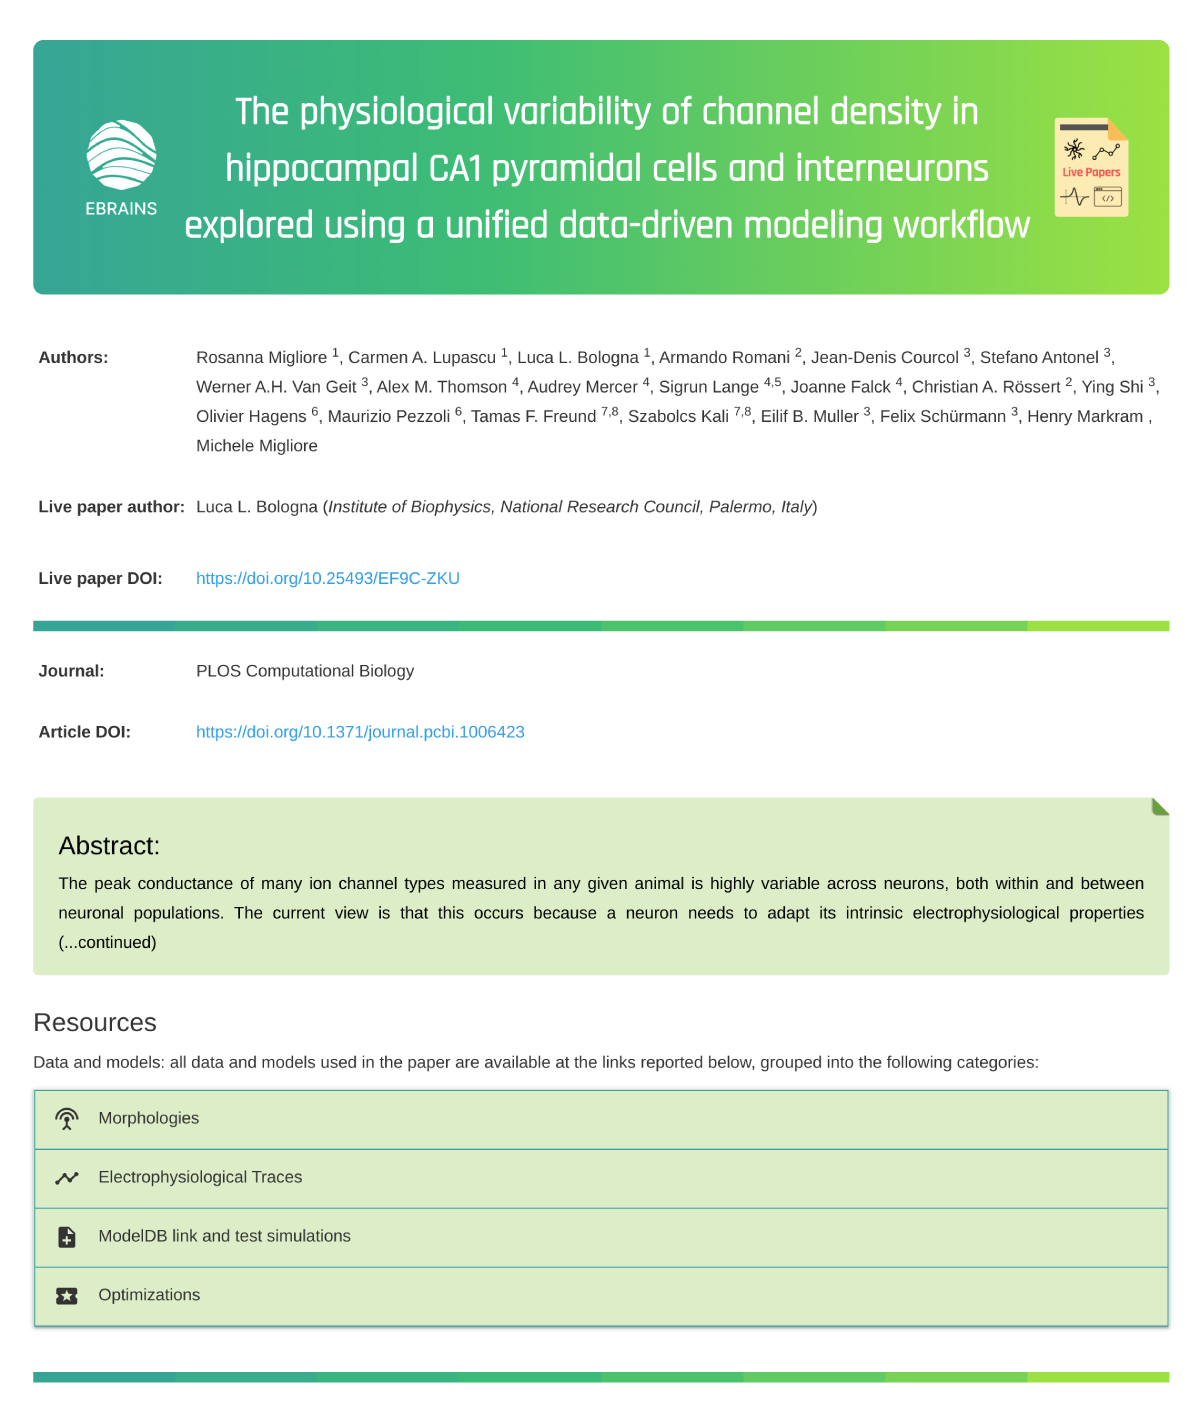 The physiological variability of channel density in
hippocampal CA1 pyramidal cells and interneurons
explored using a unified data-driven modeling workflow
EBRAINS
Live Papers
Authors:
Rosanna Migliore 1, Carmen A. Lupascu 1, Luca L. Bologna 1, Armando Romani 2, Jean-Denis Courcol 3, Stefano Antonel 3,
Werner A.H. Van Geit 3, Alex M. Thomson 4, Audrey Mercer 4, Sigrun Lange 4,5, Joanne Falck 4, Christian A. Rössert 2, Ying Shi 3,
Olivier Hagens 6, Maurizio Pezzoli 6, Tamas F. Freund 7,8, Szabolcs Kali 7,8, Eilif B. Muller 3, Felix Schürmann 3, Henry Markram ,
Michele Migliore
Live paper author: Luca L. Bologna (Institute of Biophysics, National Research Council, Palermo, Italy)
Live paper DOI: https://doi.org/10.25493/EF9C-ZKU
Journal: PLOS Computational Biology
Article DOI: https://doi.org/10.1371/journal.pcbi.1006423
Abstract:
The peak conductance of many ion channel types measured in any given animal is highly variable across neurons, both within and between
neuronal populations. The current view is that this occurs because a neuron needs to adapt its intrinsic electrophysiological properties
(...continued)
Resources
Data and models: all data and models used in the paper are available at the links reported below, grouped into the following categories:
Morphologies
Electrophysiological Traces
ModelDB link and test simulations
Optimizations